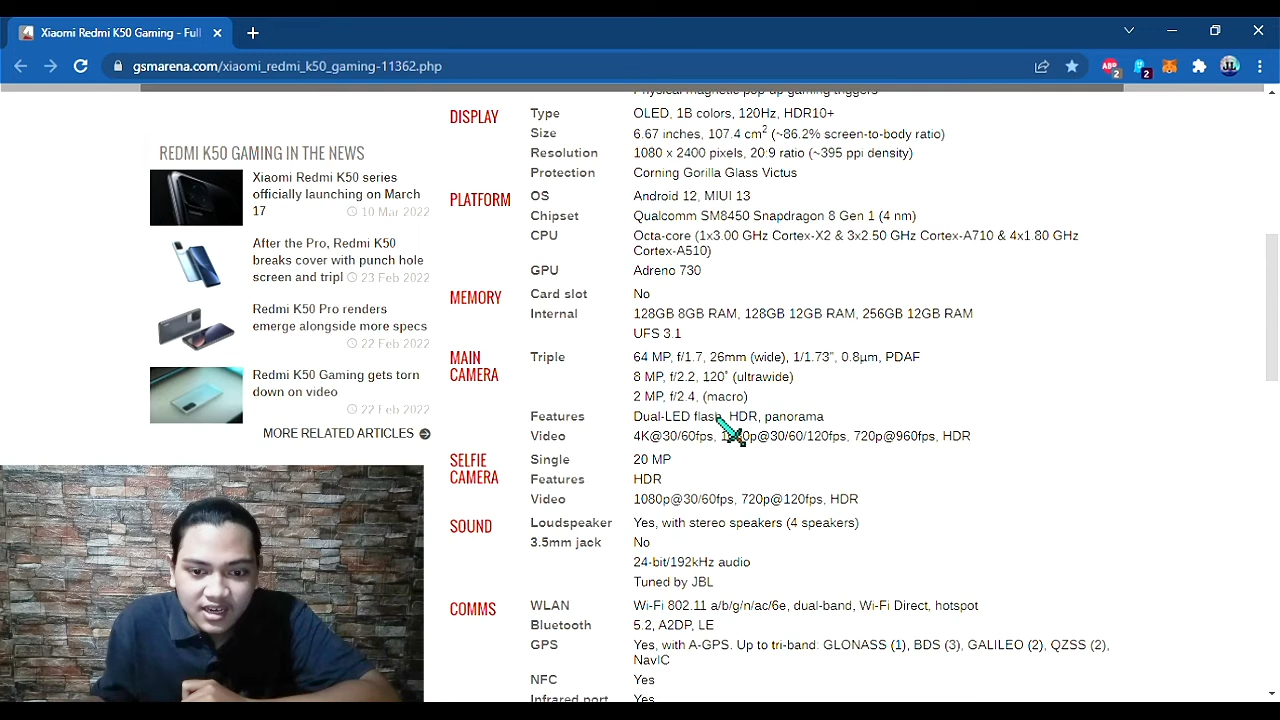 Xiaomi Redmi K50 Gaming - Full
gsmarena.com/xiaomi_redmi_k50_gaming-11362.php
ABP
2
2
Physical magnetic pop-up gaming triggers
REDMI K50 GAMING IN THE NEWS
Xiaomi Redmi K50 series
officially launching on March
17
10 Mar 2022
After the Pro, Redmi K50
breaks cover with punch hole
screen and tripl
23 Feb 2022
Redmi K50 Pro renders
emerge alongside more specs
22 Feb 2022
Redmi K50 Gaming gets torn
down on video
22 Feb 2022
MORE RELATED ARTICLES
DISPLAY
Type OLED, 1B colors, 120Hz, HDR10+
Size 6.67 inches, 107.4 cm2 (~86.2% screen-to-body ratio)
Resolution 1080 x 2400 pixels, 20:9 ratio (~395 ppi density)
Protection Corning Gorilla Glass Victus
PLATFORM
OS Android 12, MIUI 13
Chipset Qualcomm SM8450 Snapdragon 8 Gen 1 (4 nm)
CPU Octa-core (1x3.00 GHz Cortex-X2 & 3x2.50 GHz Cortex-A710 & 4x1.80 GHz
Cortex-A510)
GPU Adreno 730
MEMORY
Card slot No
Internal 128GB 8GB RAM, 128GB 12GB RAM, 256GB 12GB RAM
UFS 3.1
MAIN
CAMERA
Triple 64 MP, f/1.7, 26mm (wide), 1/1.73", 0.8µm, PDAF
8 MP, f/2.2, 120˚ (ultrawide)
2 MP, f/2.4, (macro)
Features Dual-LED flash, HDR, panorama
Video 4K@30/60fps, 1080p@30/60/120fps, 720p@960fps, HDR
SELFIE
CAMERA
Single 20 MP
Features HDR
Video 1080p@30/60fps, 720p@120fps, HDR
SOUND
Loudspeaker Yes, with stereo speakers (4 speakers)
3.5mm jack No
24-bit/192kHz audio
Tuned by JBL
COMMS
WLAN Wi-Fi 802.11 a/b/g/n/ac/6e, dual-band, Wi-Fi Direct, hotspot
Bluetooth 5.2, A2DP, LE
GPS Yes, with A-GPS. Up to tri-band: GLONASS (1), BDS (3), GALILEO (2), QZSS (2),
NavIC
NFC Yes
Infrared port Yes